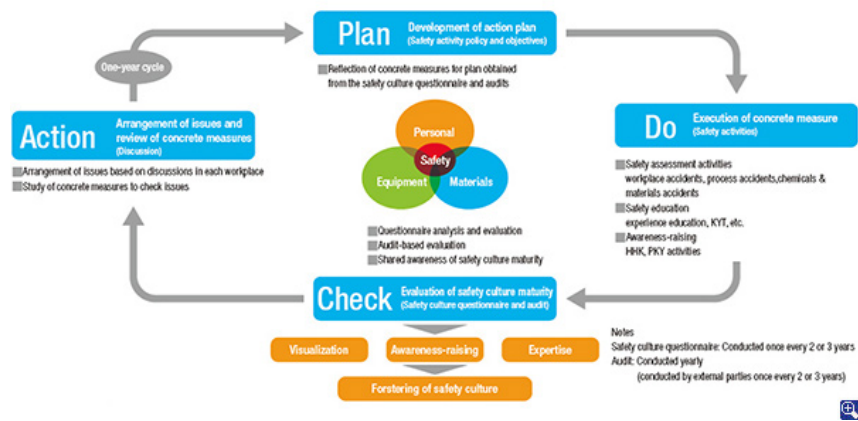 Plan
Development of action plan
(Safety activity policy and objectives)
Reflection of concrete measures for plan obtained
from the safety culture questionnaire and audits
One-year cycle
Action
Arrangement of issues and
review of concrete measures
(Discussion)
Arrangement of issues based on discussions in each workplace
Study of concrete measures to check issues
Personal
Safety
Equipment
Materials
Do
Execution of concrete measure
(Safety activities)
Safety assessment activities
workplace accidents, process accidents,chemicals &
materials accidents
Safety education
experience education, KYT, etc.
Awareness-raising
HHK, PKY activities
Questionnaire analysis and evaluation
Audit-based evaluation
Shared awareness of safety culture maturity
Check
Evaluation of safety culture maturity
(Safety culture questionnaire and audit)
Visualization
Awareness-raising
Expertise
Forstering of safety culture
Notes
Safety culture questionnaire: Conducted once every 2 or 3 years
Audit: Conducted yearly
(conducted by external parties once every 2 or 3 years)